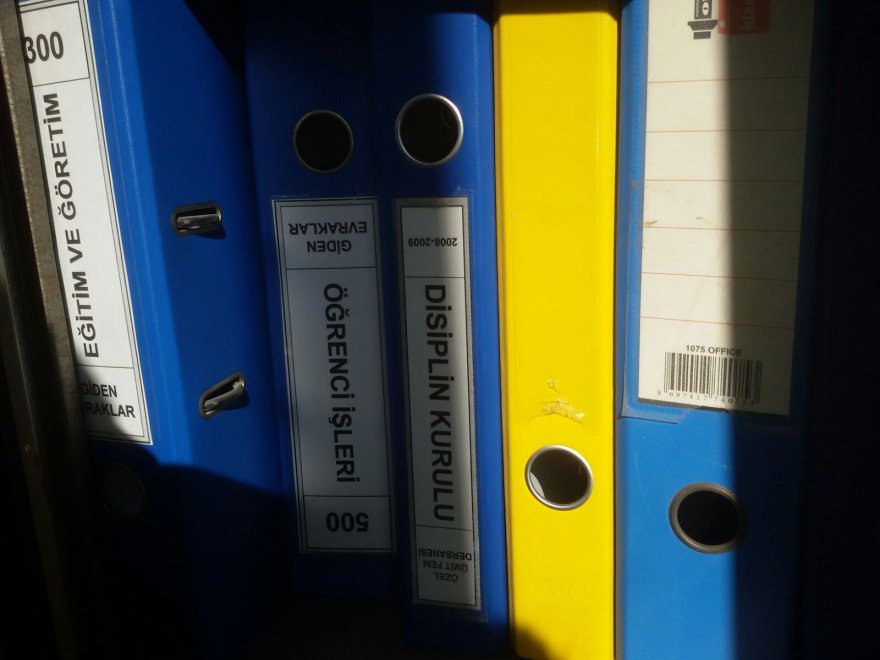 300
EĞİTİM VE ÖĞRETİM
GİDEN
EVRAKLAR
GİDEN
EVRAKLAR
ÖĞRENCİ İŞLERİ
500
2008-2009
DİSİPLİN KURULU
ÖZEL
ÜMİT FEM
DERSANESİ
1075 OFFICE